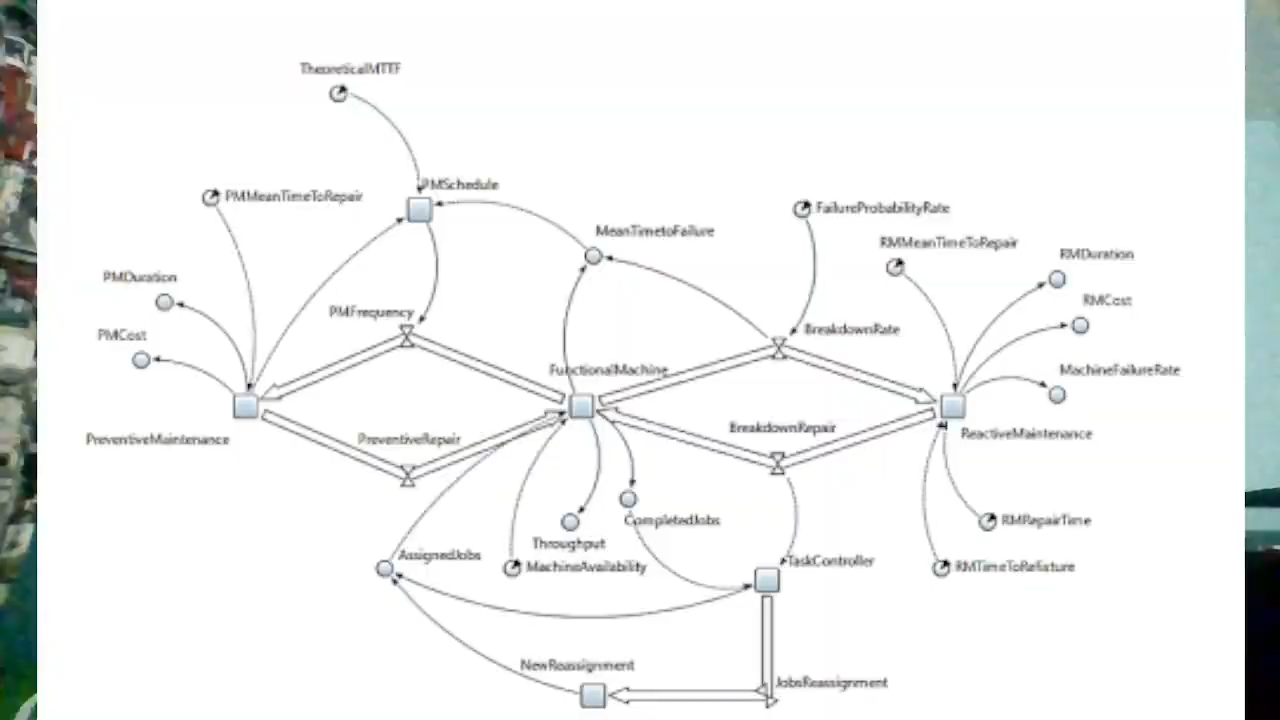 TheoreticalMTTF
PMSchedule
PMMeanTimeToRepair
FailureProbabilityRate
MeanTimetoFailure
RMMeanTimeToRepair
RMDuration
PMDuration
RMCost
PMFrequency
BreakdownRate
PMCost
FunctionalMachine
MachineFailureRate
BreakdownRepair
ReactiveMaintenance
PreventiveMaintenance
PreventiveRepair
CompletedJobs
RMRepairTime
Throughput
AssignedJobs
TaskController
MachineAvailability
RMTimeToRefixture
NewReassignment
JobsReassignment